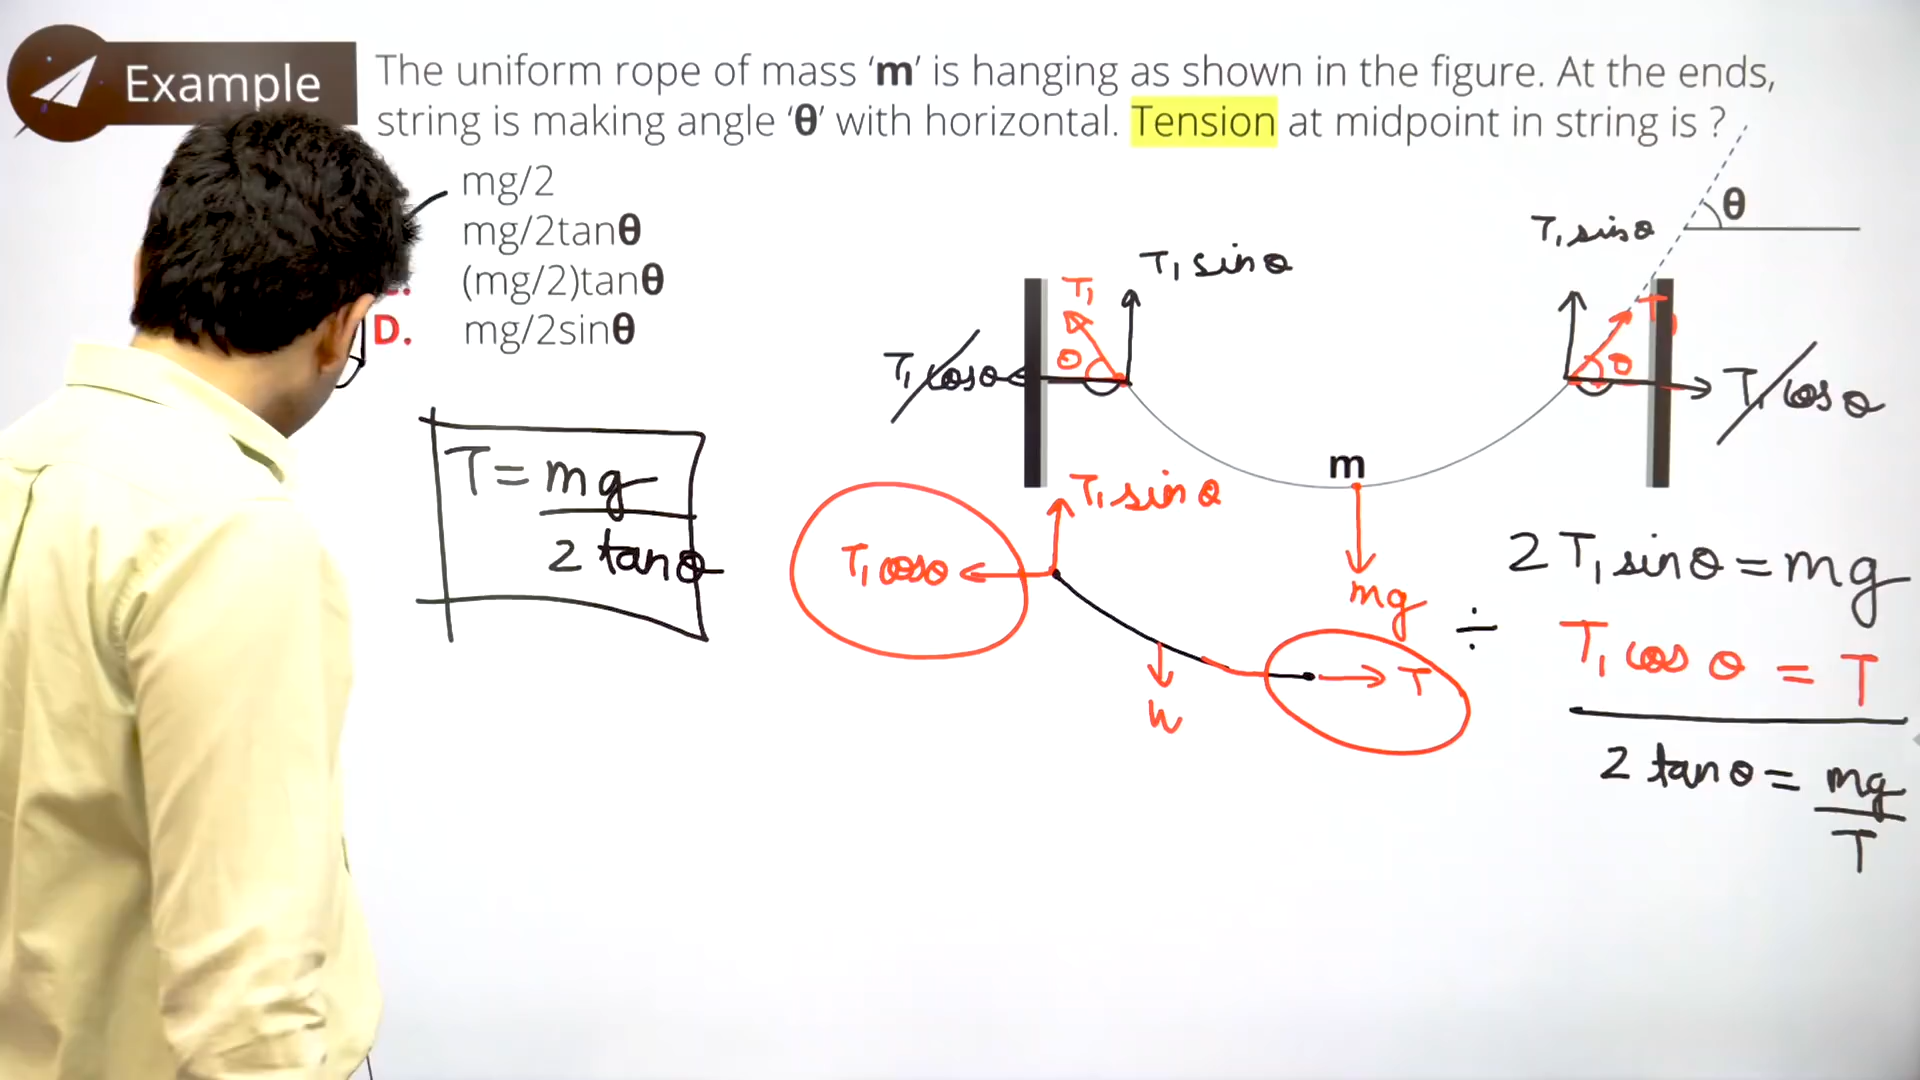 Example
The uniform rope of mass ‘m’ is hanging as shown in the figure. At the ends,
string is making angle ‘θ’ with horizontal. Tension at midpoint in string is ?
mg/2
mg/2tanθ
(mg/2)tanθ
D. mg/2sinθ
θ
T₁ sinθ
T₁ sinθ
T₁
θ
T₁ cosθ
T₁
θ
T₁ cosθ
m
mg
T = mg
2 tanθ
T₁ sinθ
T₁ cosθ
T
2 T₁ sinθ = mg
÷
T₁ cosθ = T
2 tanθ = mg
T